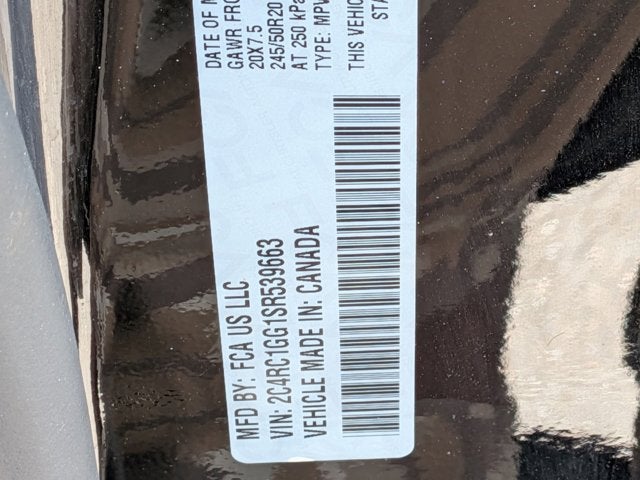 DATE OF
GAWR FRO
20X7.5
245/50R20
AT 250 kPa
TYPE: MPV
THIS VEHIC
STA
MFD BY: FCA US LLC
VIN: 2C4RC1GG1SR539663
VEHICLE MADE IN: CANADA